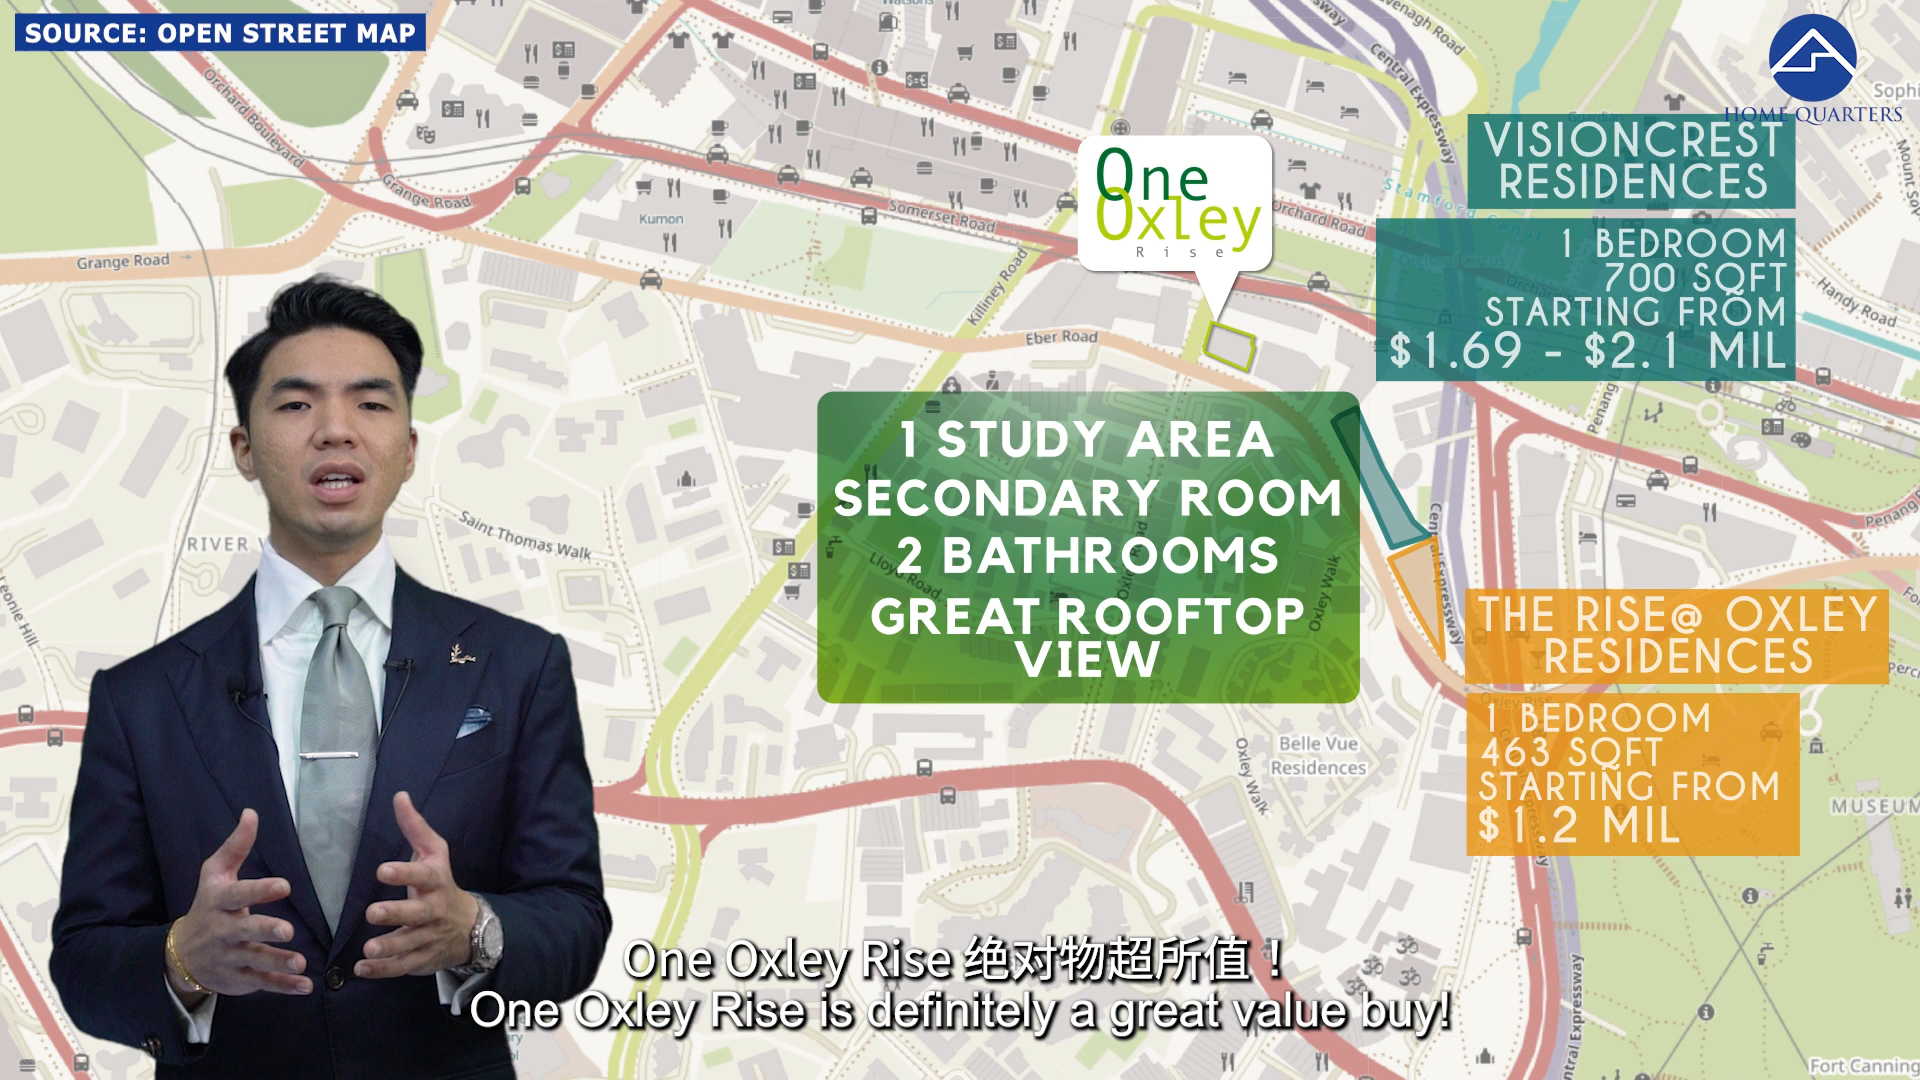 SOURCE: OPEN STREET MAP
HOME QUARTERS
VISIONCREST
RESIDENCES
1 BEDROOM
700 SQFT
STARTING FROM
$1.69 - $2.1 MIL
One
Oxley
Rise
1 STUDY AREA
SECONDARY ROOM
2 BATHROOMS
GREAT ROOFTOP
VIEW
THE RISE@ OXLEY
RESIDENCES
1 BEDROOM
463 SQFT
STARTING FROM
$1.2 MIL
Orchard Boulevard
Grange Road
Grange Road
Kumon
Somerset Road
Killiney Road
Eber Road
Orchard Road
Central Expressway
Handy Road
Penang
Saint Thomas Walk
RIVER V
Lloyd Road
Oxley Walk
Oxley Walk
Belle Vue
Residences
Central Expressway
MUSEUM
Fort Canning
One Oxley Rise 绝对物超所值！
One Oxley Rise is definitely a great value buy!